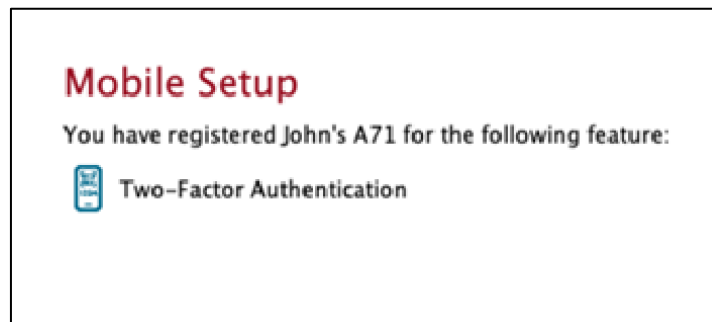 Mobile Setup
You have registered John's A71 for the following feature:
Two-Factor Authentication